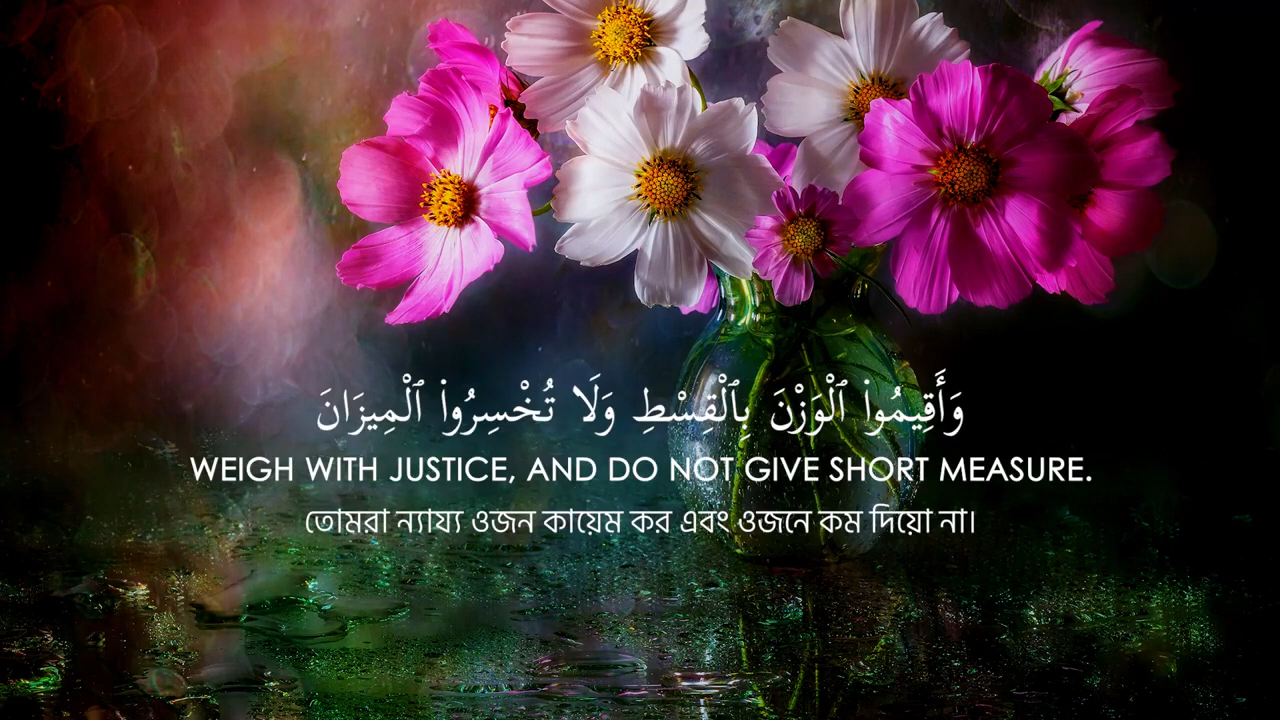 وَأَقِيمُوا۟ ٱلْوَزْنَ بِٱلْقِسْطِ وَلَا تُخْسِرُوا۟ ٱلْمِيزَانَ
WEIGH WITH JUSTICE, AND DO NOT GIVE SHORT MEASURE.
তোমরা ন্যায্য ওজন কায়েম কর এবং ওজনে কম দিয়ো না।